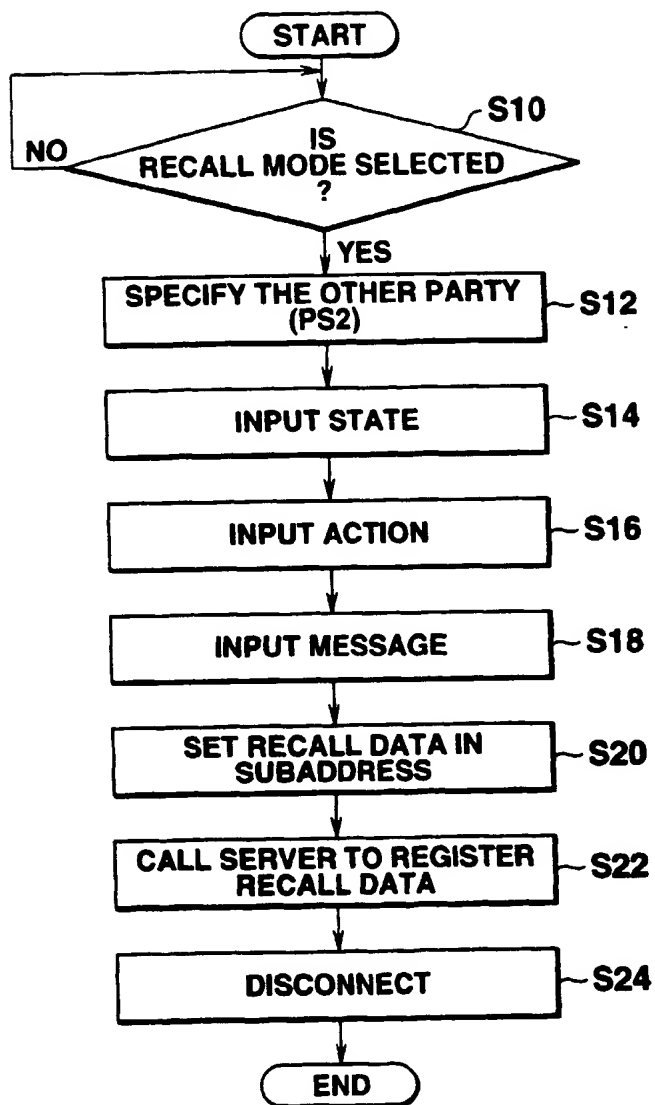 START
S10
IS
RECALL MODE SELECTED
?
NO
YES
SPECIFY THE OTHER PARTY
(PS2)
S12
INPUT STATE
S14
INPUT ACTION
S16
INPUT MESSAGE
S18
SET RECALL DATA IN
SUBADDRESS
S20
CALL SERVER TO REGISTER
RECALL DATA
S22
DISCONNECT
S24
END